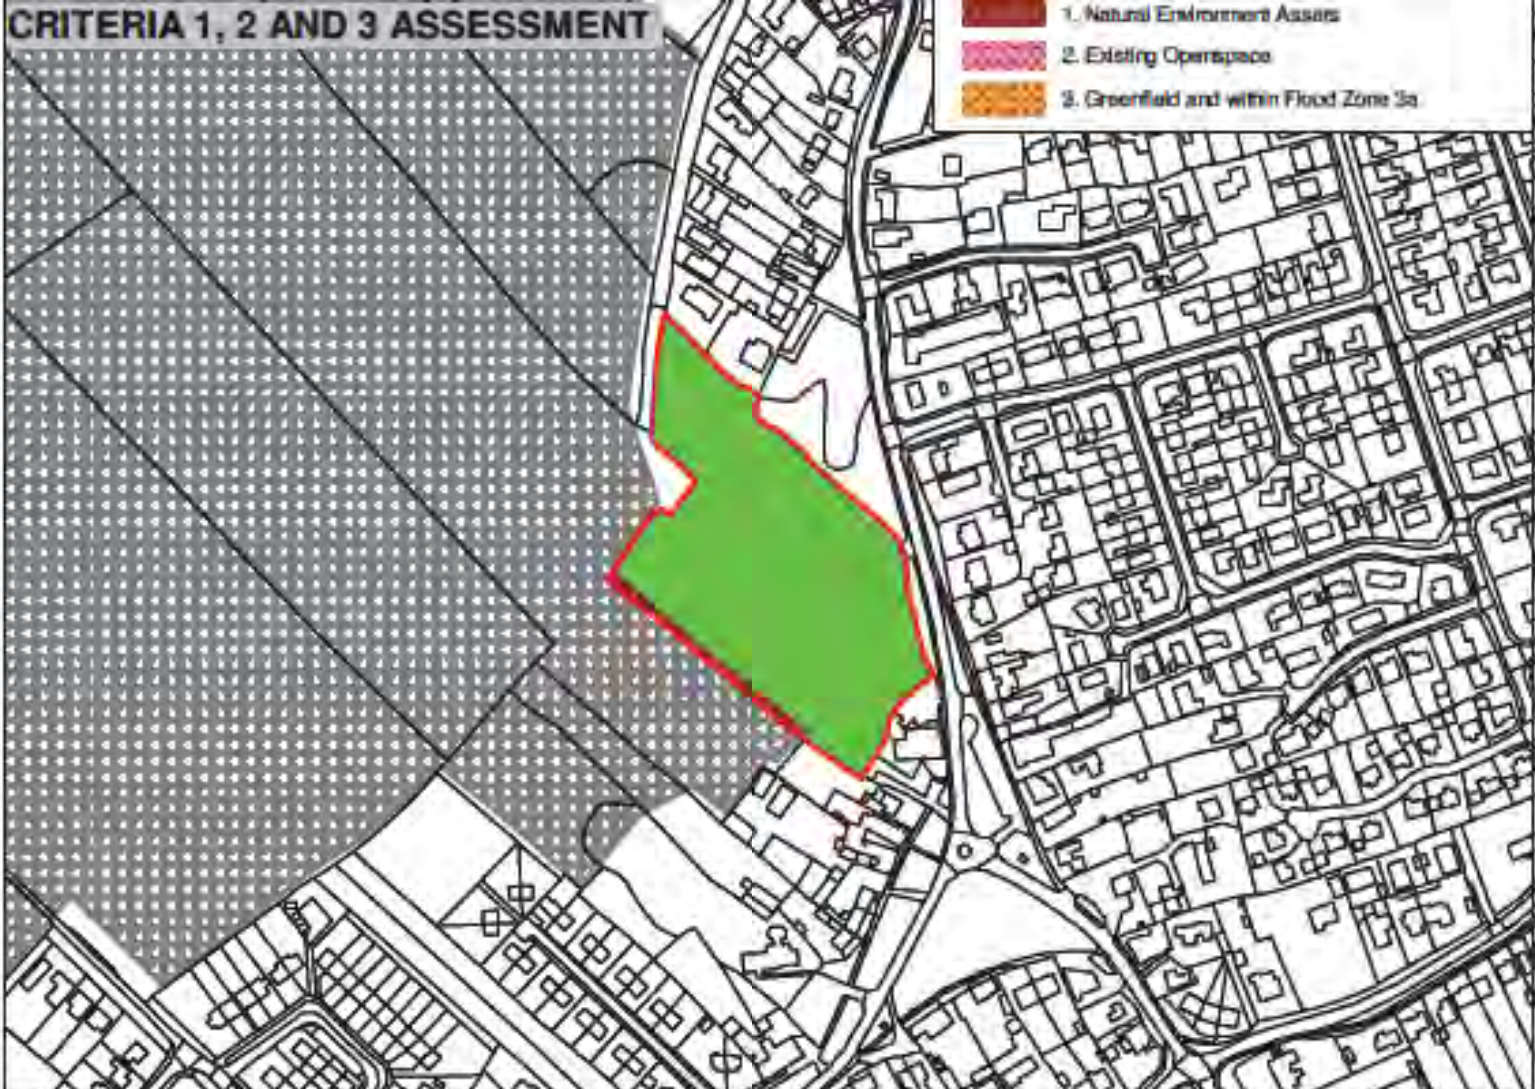 CRITERIA 1, 2 AND 3 ASSESSMENT
1. Natural Environment Assets
2. Existing Openspace
3. Greenfield and within Flood Zone 3a